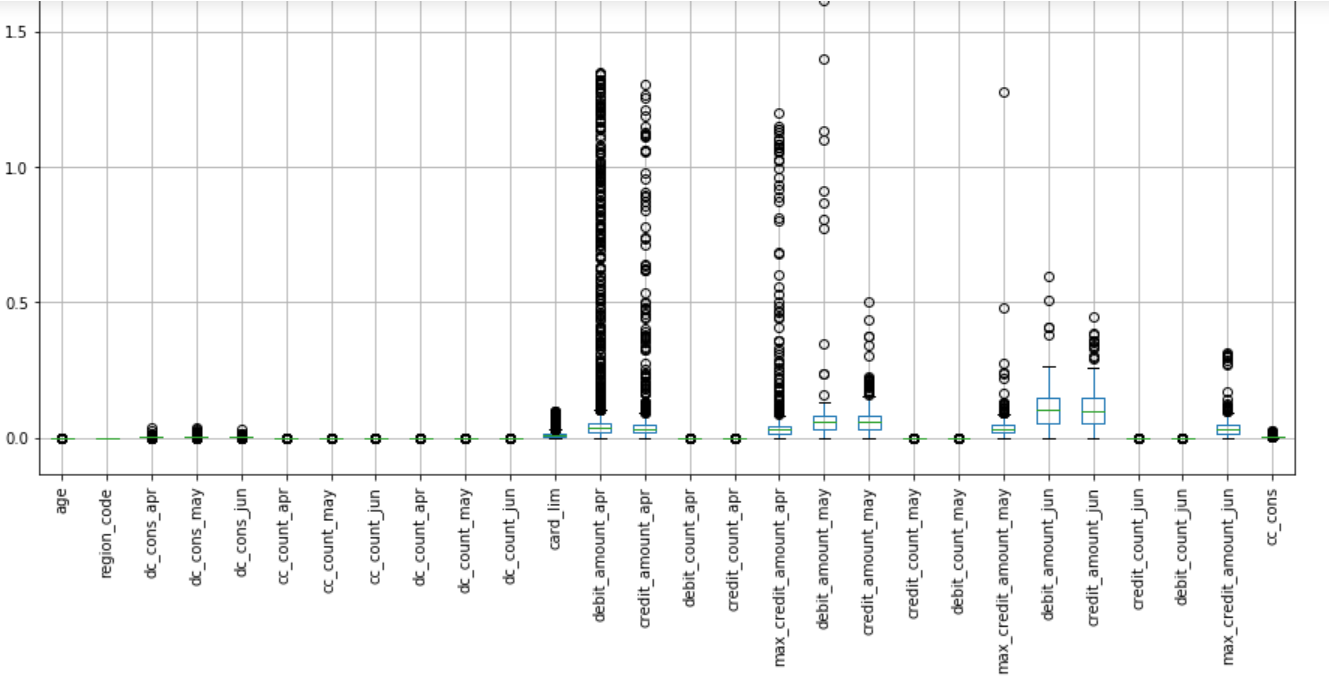 1.5
1.0
0.5
0.0
age
region_code
dc_cons_apr
dc_cons_may
dc_cons_jun
cc_count_apr
cc_count_may
cc_count_jun
dc_count_apr
dc_count_may
dc_count_jun
card_lim
debit_amount_apr
credit_amount_apr
debit_count_apr
credit_count_apr
max_credit_amount_apr
debit_amount_may
credit_amount_may
credit_count_may
debit_count_may
max_credit_amount_may
debit_amount_jun
credit_amount_jun
credit_count_jun
debit_count_jun
max_credit_amount_jun
cc_cons